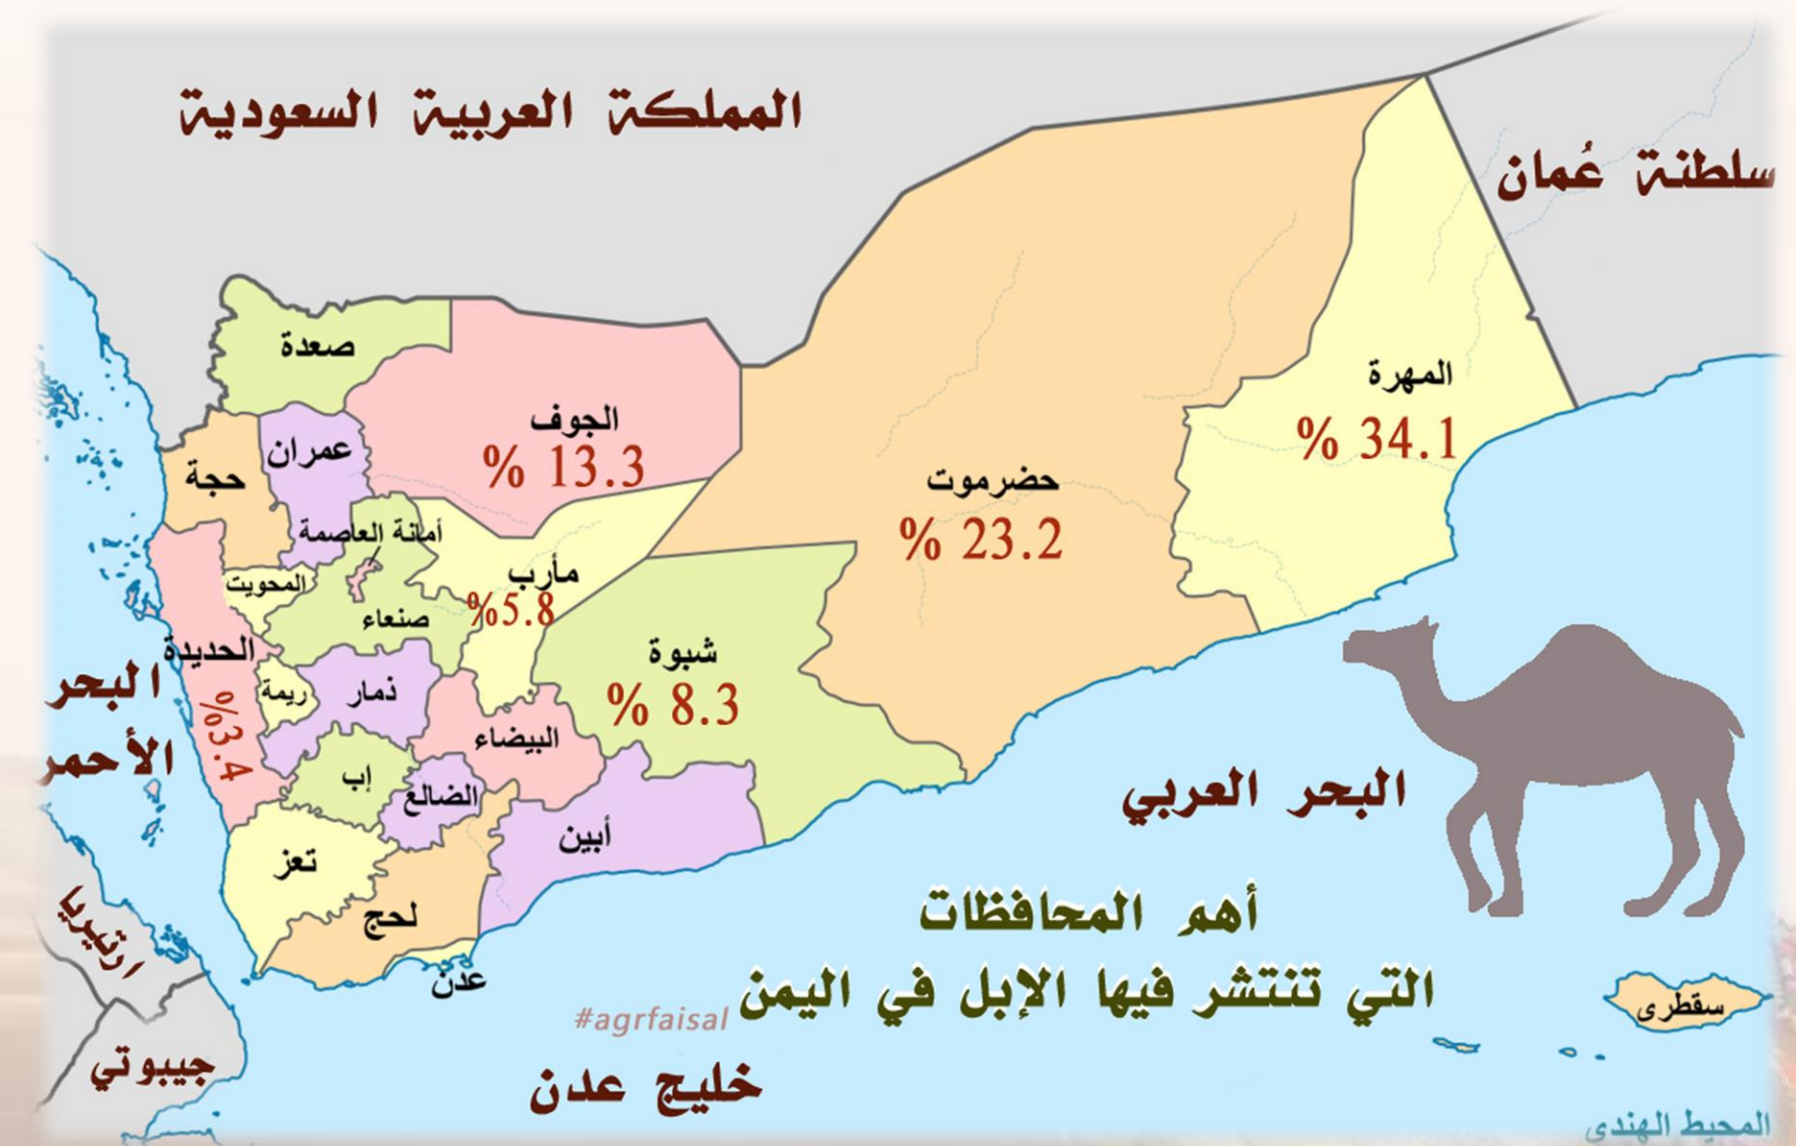 المملكة العربية السعودية
سلطنة عُمان
صعدة
الجوف
% 13.3
المهرة
% 34.1
عمران
حجة
حضرموت
% 23.2
أمانة العاصمة
مأرب
%5.8
المحويت
صنعاء
الحديدة
%3.4
شبوة
% 8.3
البحر
الأحمر
ريمة
ذمار
البيضاء
إب
الضالع
أبين
البحر العربي
تعز
لحج
عدن
ارتيريا
جيبوتي
أهم المحافظات
التي تنتشر فيها الإبل في اليمن
#agrfaisal
خليج عدن
سقطرى
المحيط الهندي